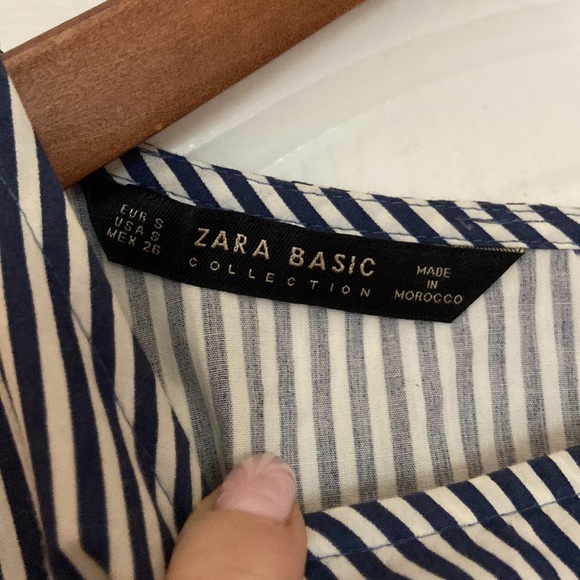 EUR S
USA S
MEX 26
ZARA BASIC
COLLECTION
MADE
IN
MOROCCO